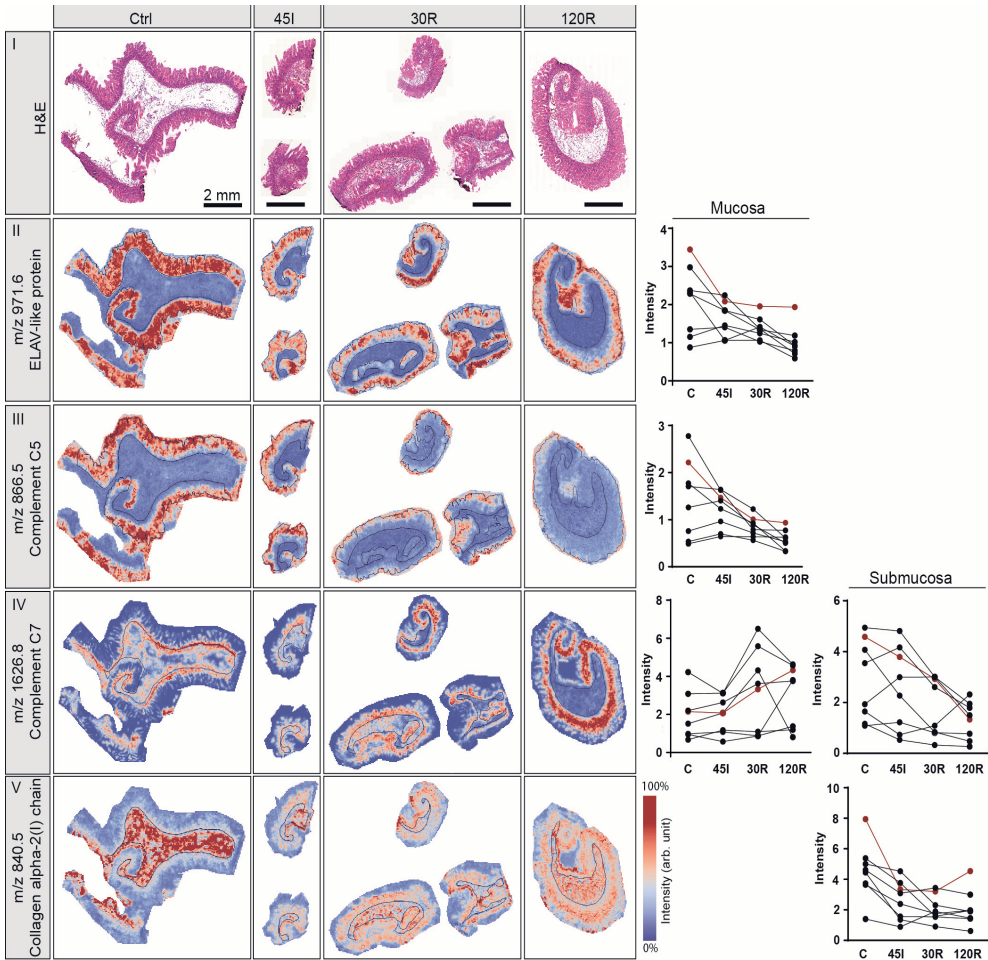 Ctrl 45I 30R 120R
I
H&E
2 mm
Mucosa
II
m/z 971.6
ELAV-like protein
4
3
2
1
0
Intensity
C 45I 30R 120R
III
m/z 866.5
Complement C5
3
2
1
0
Intensity
C 45I 30R 120R
Submucosa
IV
m/z 1626.8
Complement C7
8
6
4
2
0
Intensity
C 45I 30R 120R
6
4
2
0
Intensity
C 45I 30R 120R
V
m/z 840.5
Collagen alpha-2(I) chain
100%
Intensity (arb. unit)
0%
10
8
6
4
2
0
Intensity
C 45I 30R 120R